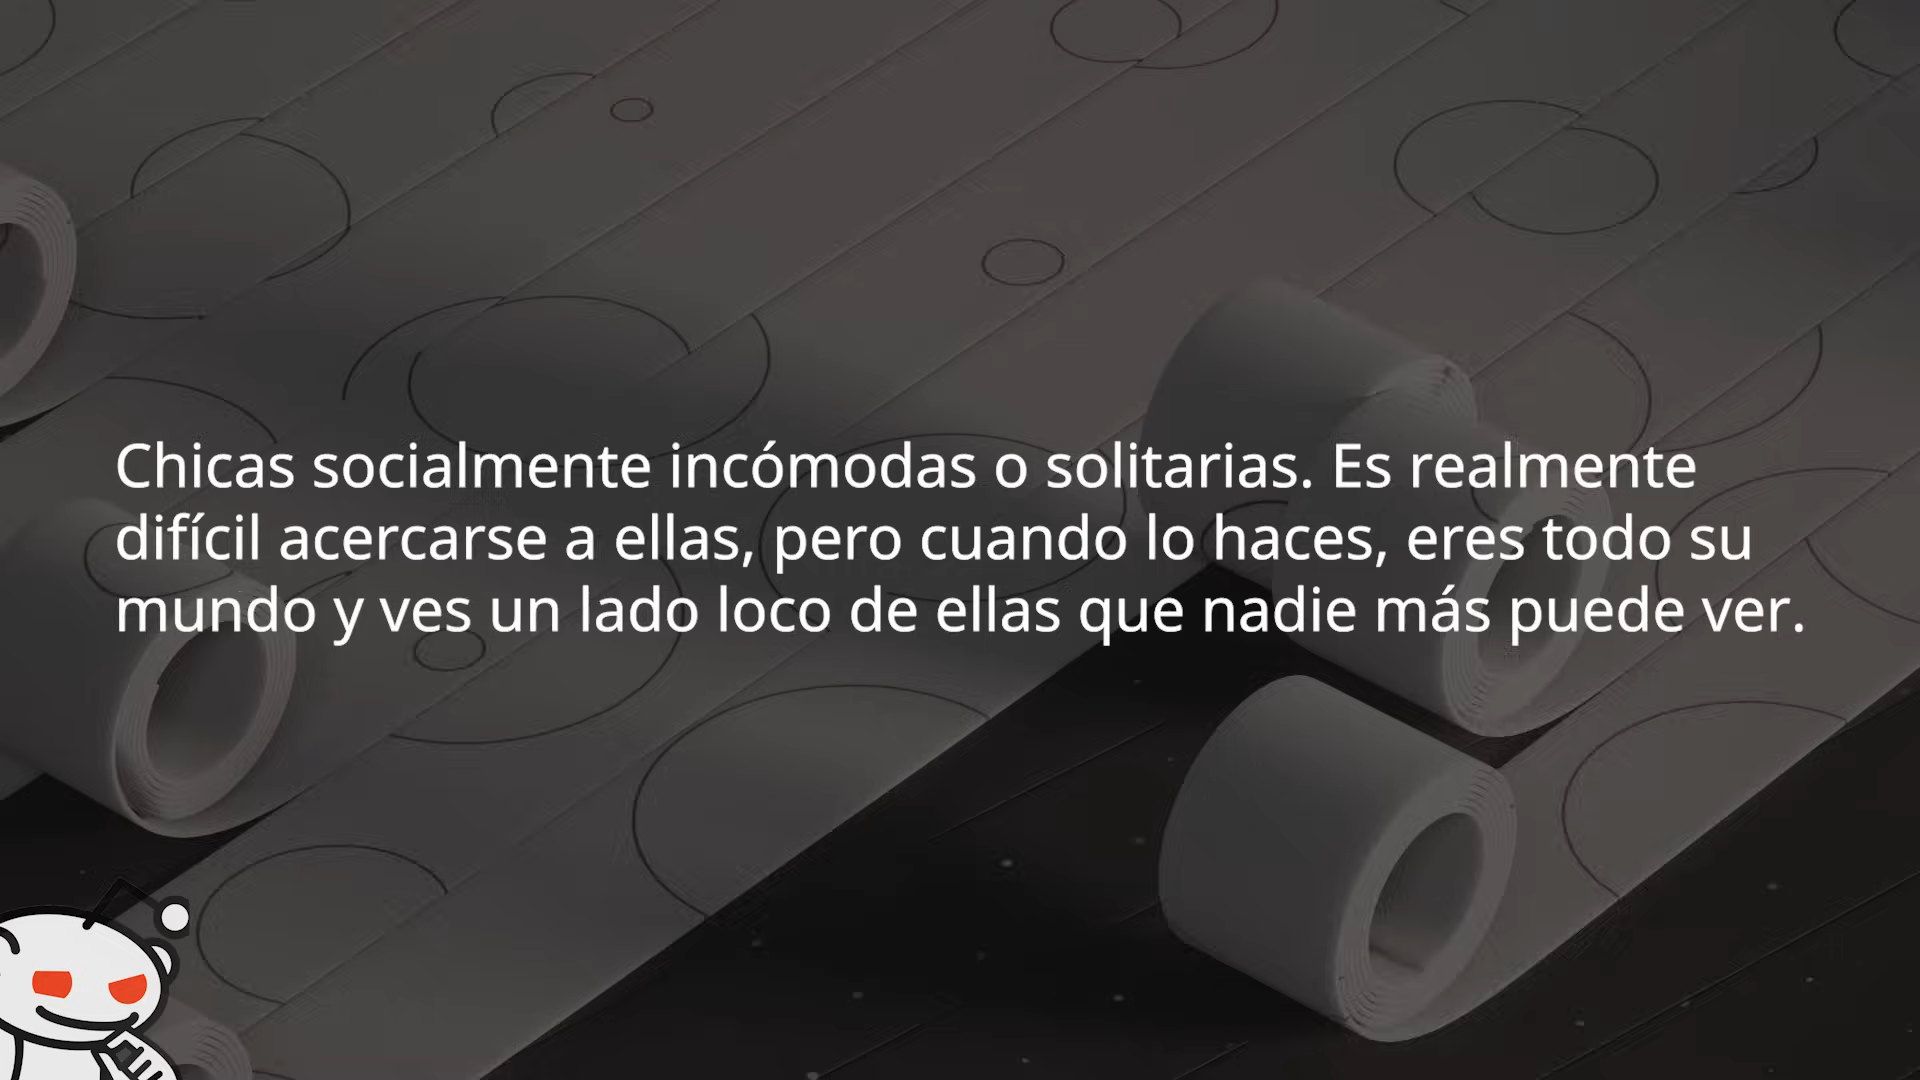 Chicas socialmente incómodas o solitarias. Es realmente
difícil acercarse a ellas, pero cuando lo haces, eres todo su
mundo y ves un lado loco de ellas que nadie más puede ver.